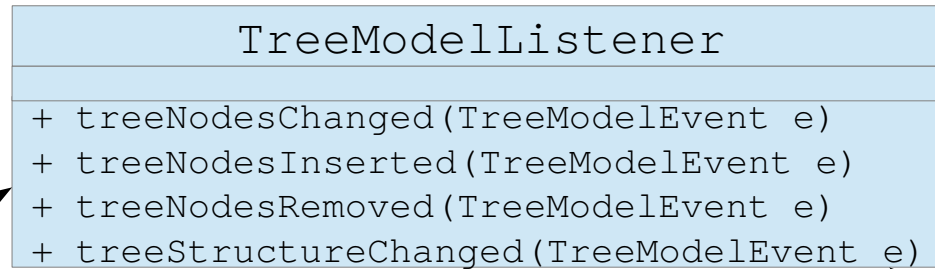 TreeModelListener
+ treeNodesChanged(TreeModelEvent e)
+ treeNodesInserted(TreeModelEvent e)
+ treeNodesRemoved(TreeModelEvent e)
+ treeStructureChanged(TreeModelEvent e)